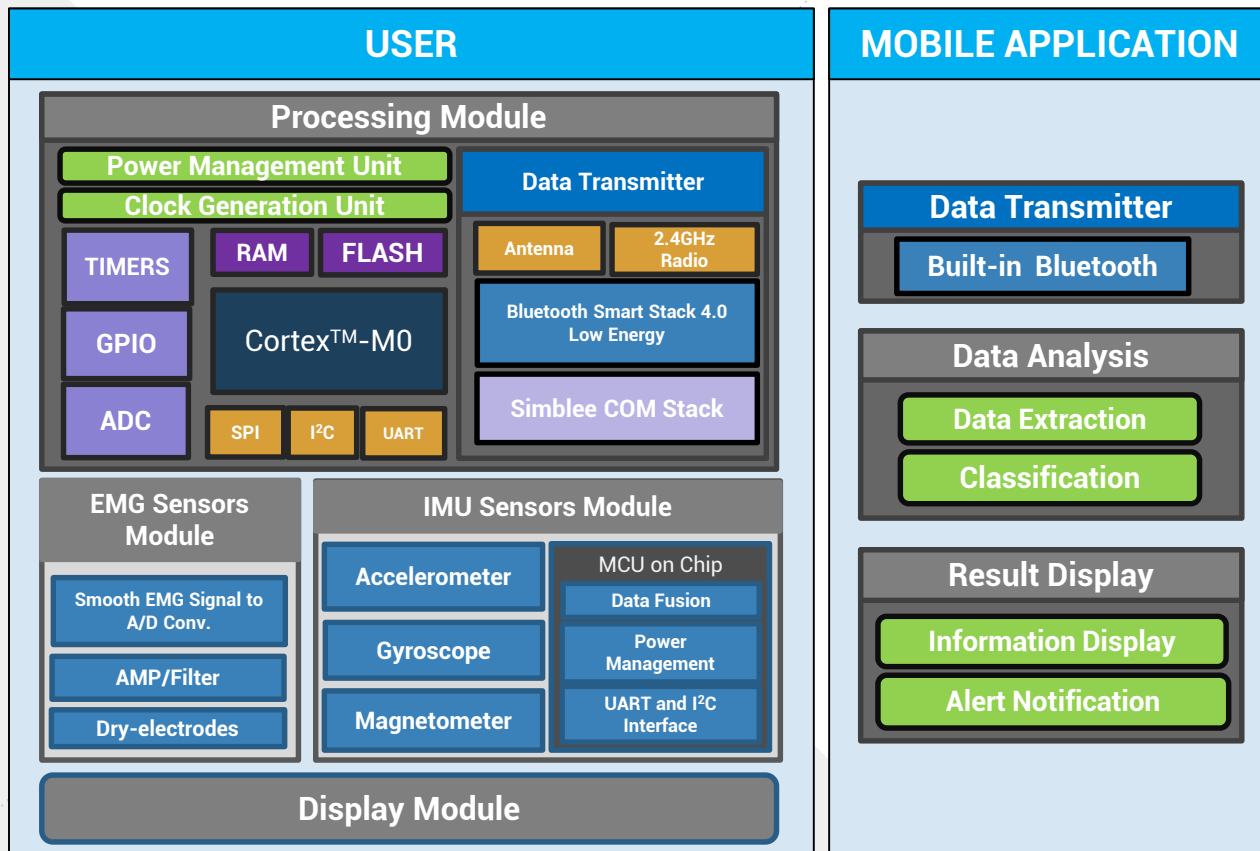 USER
Processing Module
Power Management Unit
Clock Generation Unit
TIMERS
GPIO
ADC
RAM
FLASH
Cortex™-M0
SPI
I²C
UART
Data Transmitter
Antenna
2.4GHz
Radio
Bluetooth Smart Stack 4.0
Low Energy
Simblee COM Stack
EMG Sensors
Module
Smooth EMG Signal to
A/D Conv.
AMP/Filter
Dry-electrodes
IMU Sensors Module
Accelerometer
Gyroscope
Magnetometer
MCU on Chip
Data Fusion
Power
Management
UART and I²C
Interface
Display Module
MOBILE APPLICATION
Data Transmitter
Built-in Bluetooth
Data Analysis
Data Extraction
Classification
Result Display
Information Display
Alert Notification